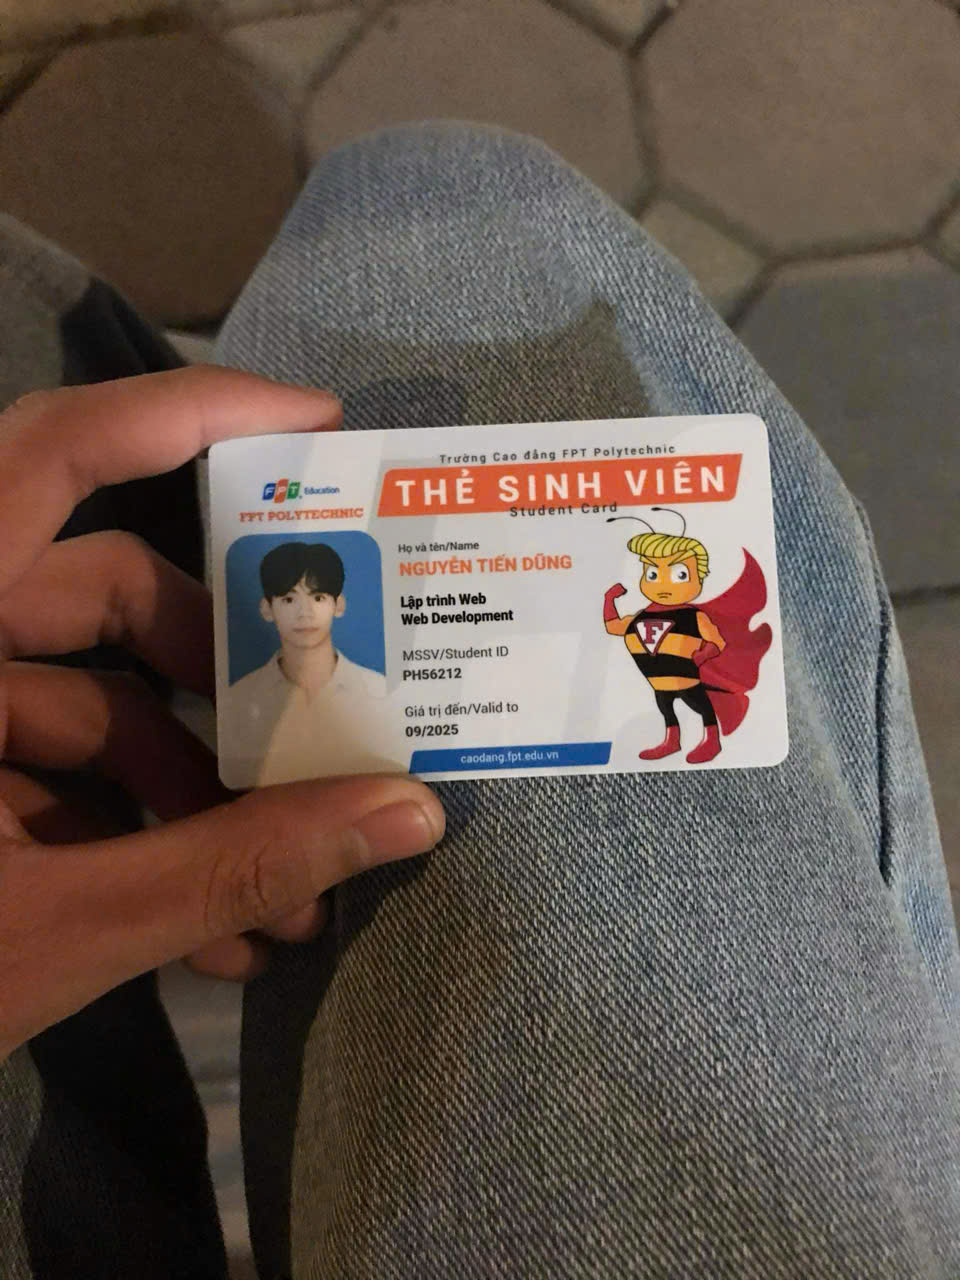 Trường Cao đẳng FPT Polytechnic
THẺ SINH VIÊN
Student Card
FPT Education
FPT POLYTECHNIC
Họ và tên/Name
NGUYỄN TIẾN DŨNG
Lập trình Web
Web Development
MSSV/Student ID
PH56212
Giá trị đến/Valid to
09/2025
caodang.fpt.edu.vn
F